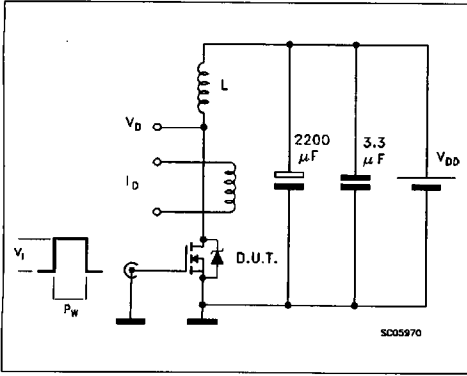 L
V_D
2200
μF
3.3
μF
V_DD
I_D
V_I
D.U.T.
P_W
SC05970